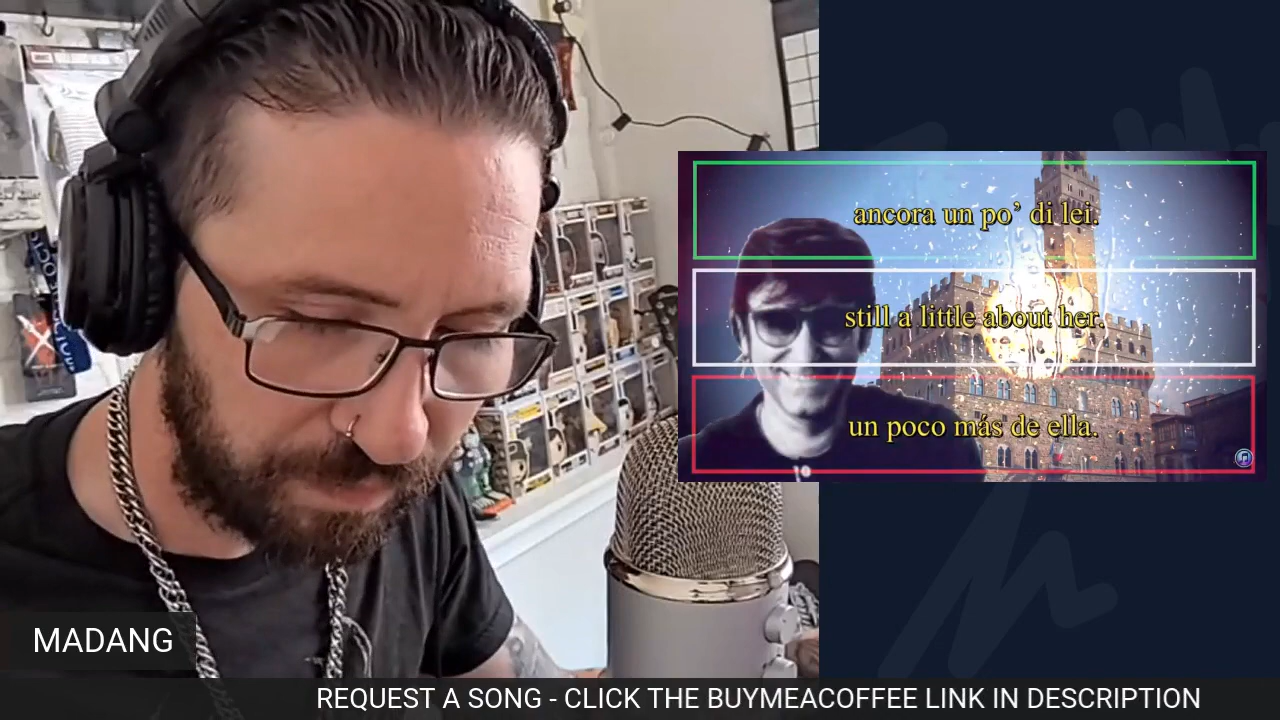 ancora un po’ di lei.
still a little about her.
un poco más de ella.
MADANG
REQUEST A SONG - CLICK THE BUYMEACOFFEE LINK IN DESCRIPTION